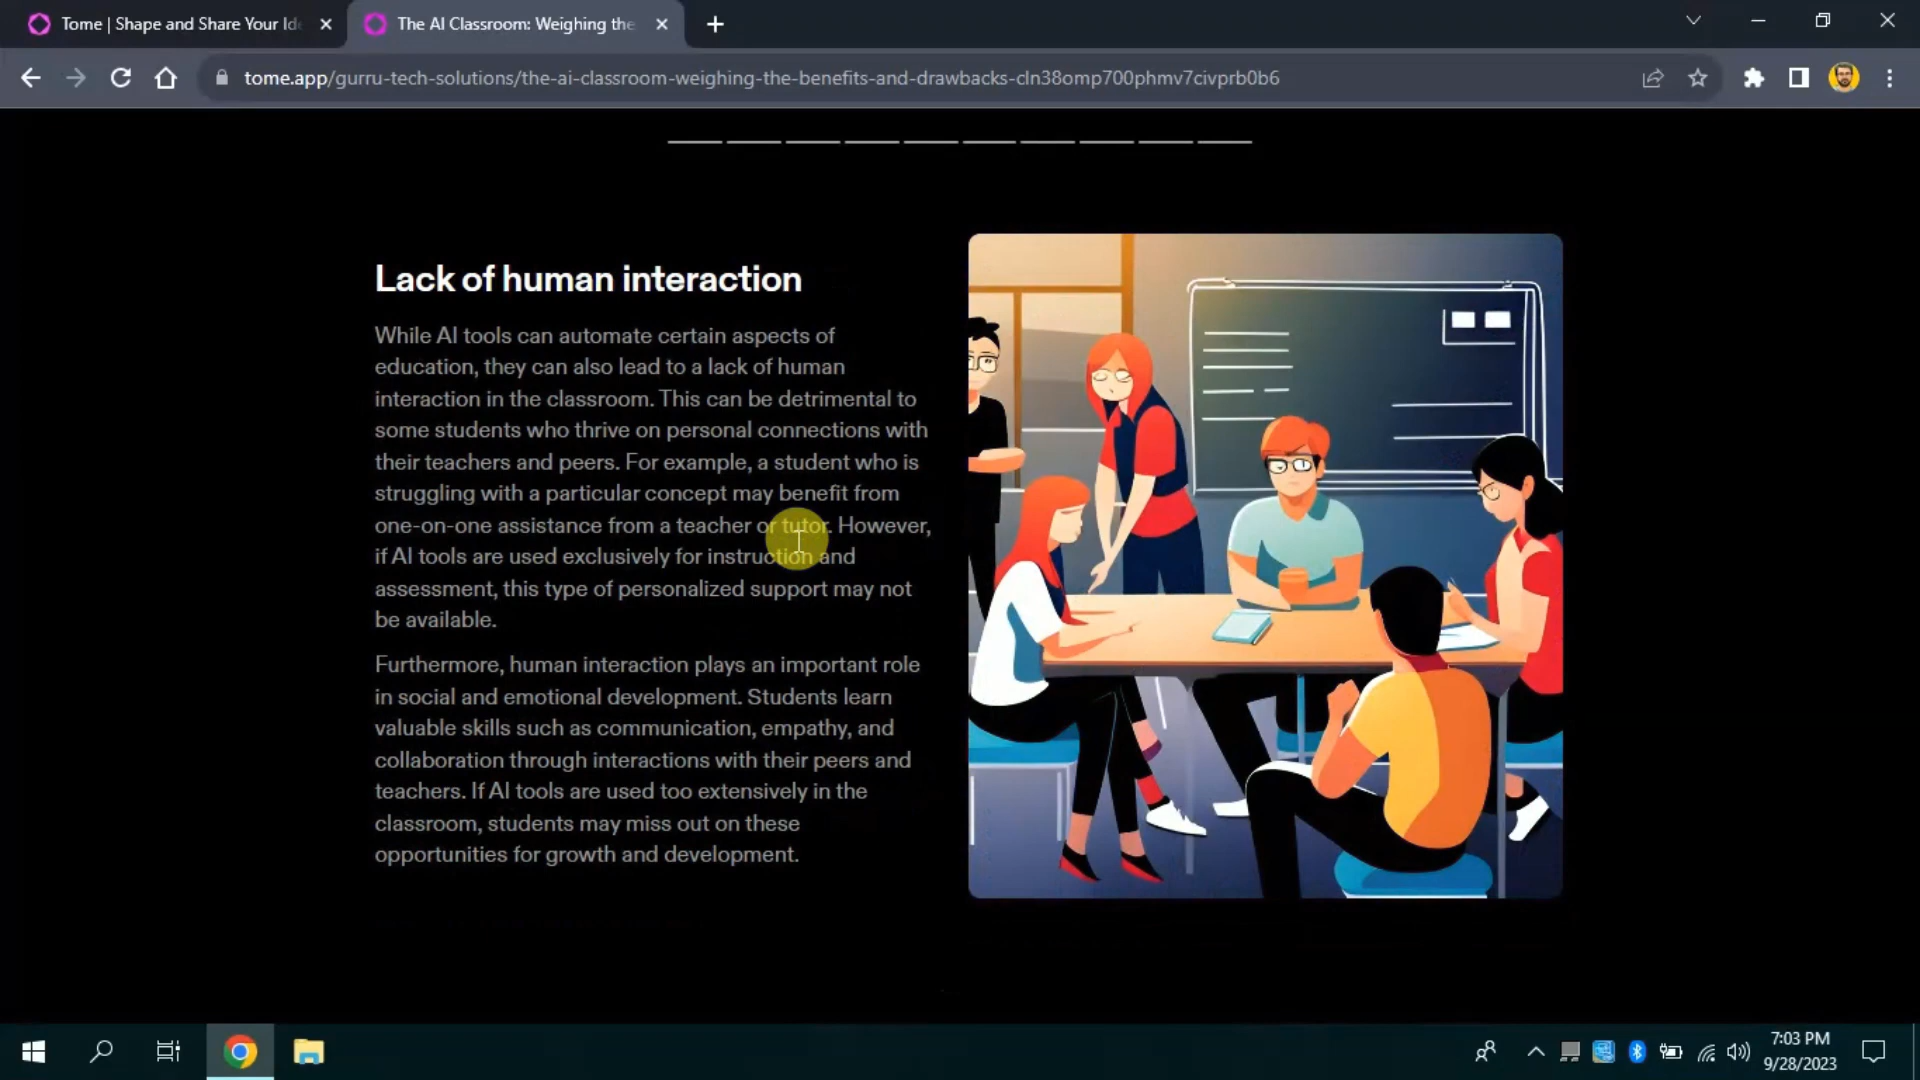 Tome | Shape and Share Your Ide
The AI Classroom: Weighing the
tome.app/gurru-tech-solutions/the-ai-classroom-weighing-the-benefits-and-drawbacks-cln38omp700phmv7civprb0b6
Lack of human interaction
While AI tools can automate certain aspects of
education, they can also lead to a lack of human
interaction in the classroom. This can be detrimental to
some students who thrive on personal connections with
their teachers and peers. For example, a student who is
struggling with a particular concept may benefit from
one-on-one assistance from a teacher or tutor. However,
if AI tools are used exclusively for instruction and
assessment, this type of personalized support may not
be available.
Furthermore, human interaction plays an important role
in social and emotional development. Students learn
valuable skills such as communication, empathy, and
collaboration through interactions with their peers and
teachers. If AI tools are used too extensively in the
classroom, students may miss out on these
opportunities for growth and development.
7:03 PM
9/28/2023